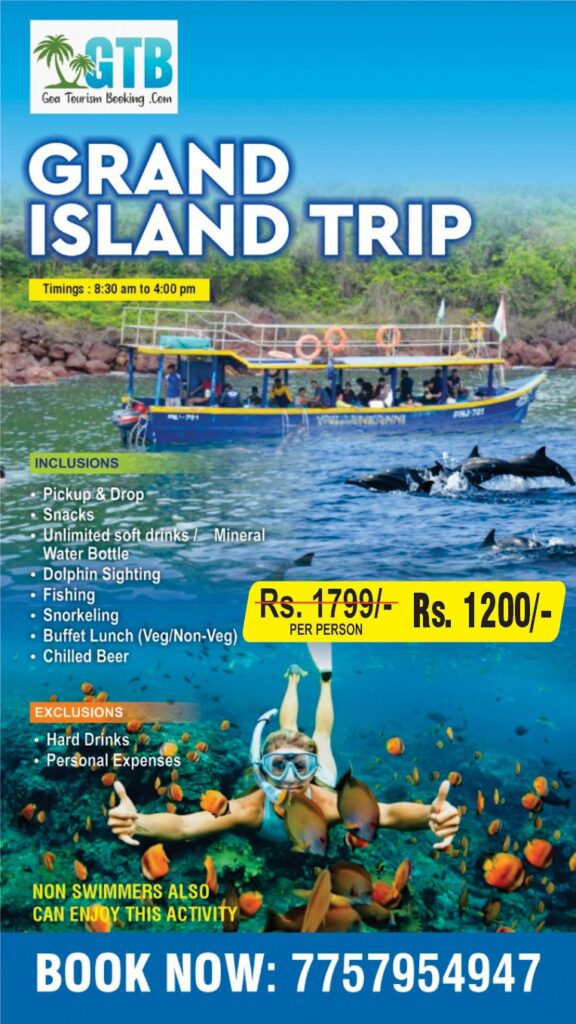 GTB
Goa Tourism Booking .Com
GRAND
ISLAND TRIP
Timings : 8:30 am to 4:00 pm
INCLUSIONS
• Pickup & Drop
• Snacks
• Unlimited soft drinks / Mineral
Water Bottle
• Dolphin Sighting
• Fishing
• Snorkeling
• Buffet Lunch (Veg/Non-Veg)
• Chilled Beer
Rs. 1799/- Rs. 1200/-
PER PERSON
EXCLUSIONS
• Hard Drinks
• Personal Expenses
NON SWIMMERS ALSO
CAN ENJOY THIS ACTIVITY
BOOK NOW: 7757954947